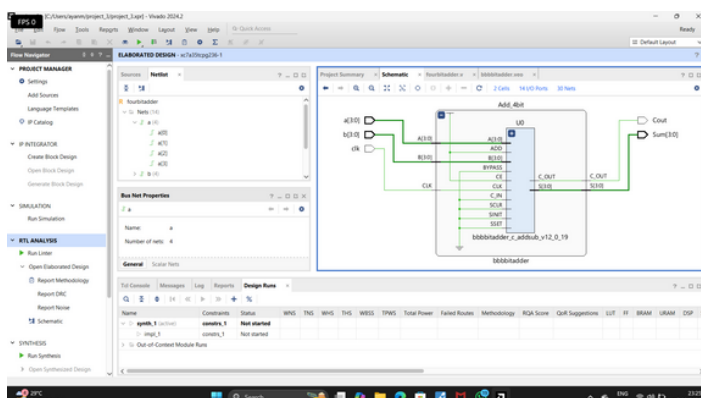 FPS 0
[C:/Users/ayanm/project_3/project_3.xpr] - Vivado 2024.2
Flow Tools Reports Window Layout View Help Quick Access
Ready
Default Layout
Flow Navigator
ELABORATED DESIGN - xc7a35tcpg236-1
PROJECT MANAGER
Settings
Add Sources
Language Templates
IP Catalog
IP INTEGRATOR
Create Block Design
Open Block Design
Generate Block Design
SIMULATION
Run Simulation
RTL ANALYSIS
Run Linter
Open Elaborated Design
Report Methodology
Report DRC
Report Noise
Schematic
SYNTHESIS
Run Synthesis
Open Synthesized Design
Sources Netlist
fourbitadder
Nets (14)
a (4)
a[0]
a[1]
a[2]
a[3]
b (4)
Bus Net Properties
a
Name: a
Number of nets: 4
General Scalar Nets
Project Summary Schematic fourbitadder.v bbbbitadder.veo
2 Cells 14 I/O Ports 30 Nets
Add_4bit
U0
a[3:0]
b[3:0]
clk
A[3:0]
B[3:0]
CLK
A[3:0]
ADD
B[3:0]
BYPASS
CE
CLK
C_IN
SCLR
SINIT
SSET
C_OUT
S[3:0]
C_OUT
S[3:0]
Cout
Sum[3:0]
bbbbitadder_c_addsub_v12_0_19
bbbbitadder
Tcl Console Messages Log Reports Design Runs
Name Constraints Status WNS TNS WHS THS WBSS TPWS Total Power Failed Routes Methodology RQA Score QoR Suggestions LUT FF BRAM URAM DSP
synth_1 (active) constrs_1 Not started
impl_1 constrs_1 Not started
Out-of-Context Module Runs
29°C
Search
ENG
23:25